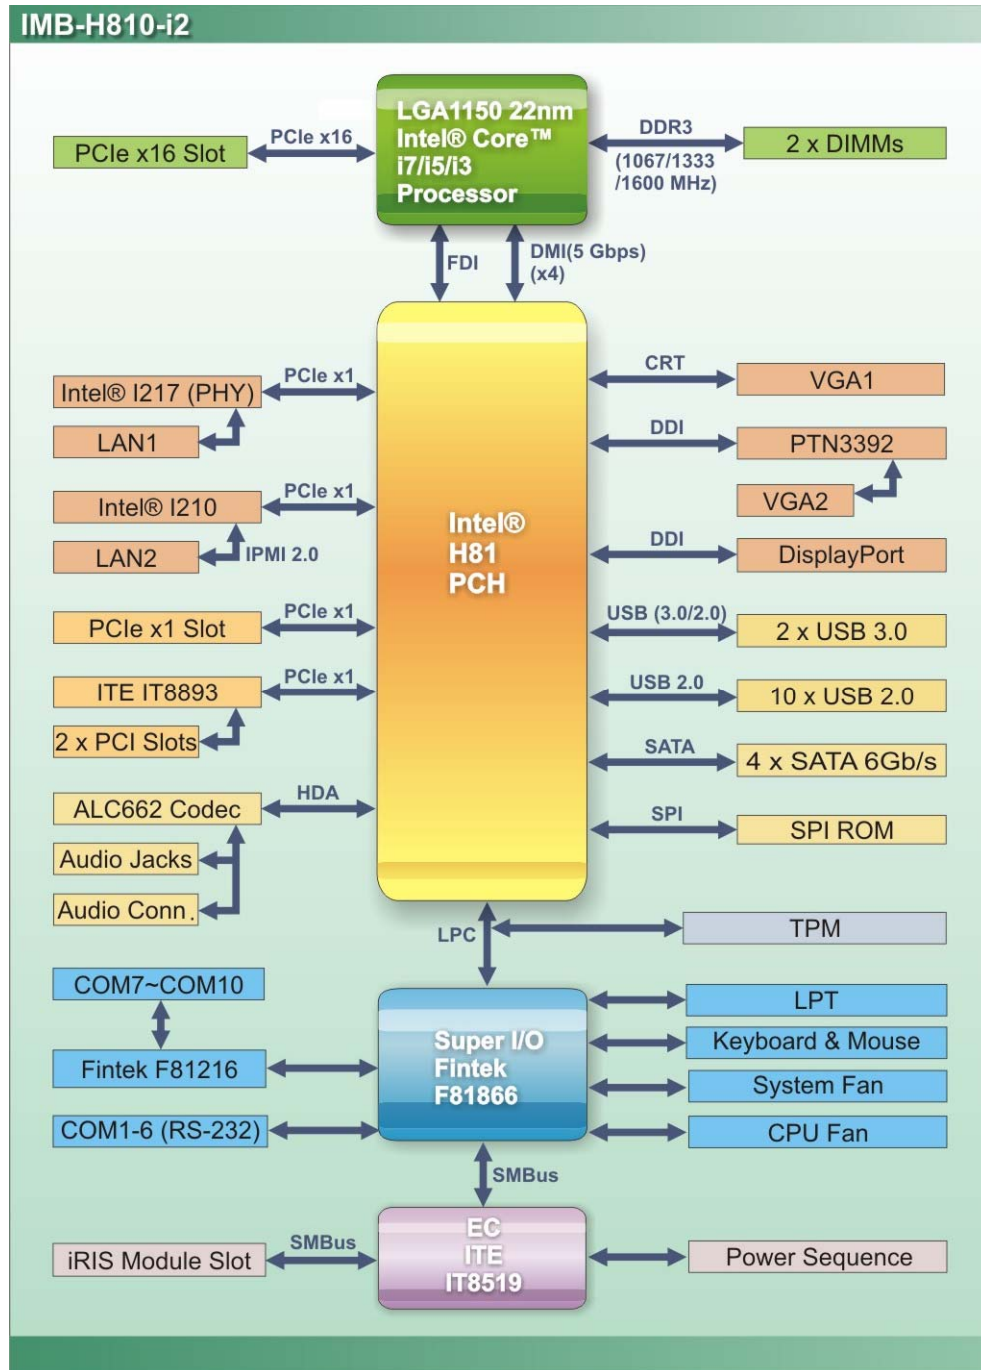 IMB-H810-i2
LGA1150 22nm
Intel® Core™
i7/i5/i3
Processor
PCIe x16 Slot
PCIe x16
DDR3
(1067/1333
/1600 MHz)
2 x DIMMs
FDI
DMI(5 Gbps)
(x4)
Intel®
H81
PCH
Intel® I217 (PHY)
PCIe x1
LAN1
Intel® I210
PCIe x1
LAN2
IPMI 2.0
PCIe x1 Slot
PCIe x1
ITE IT8893
PCIe x1
2 x PCI Slots
ALC662 Codec
HDA
Audio Jacks
Audio Conn.
CRT
VGA1
DDI
PTN3392
VGA2
DDI
DisplayPort
USB (3.0/2.0)
2 x USB 3.0
USB 2.0
10 x USB 2.0
SATA
4 x SATA 6Gb/s
SPI
SPI ROM
LPC
TPM
COM7~COM10
Fintek F81216
COM1-6 (RS-232)
Super I/O
Fintek
F81866
LPT
Keyboard & Mouse
System Fan
CPU Fan
SMBus
iRIS Module Slot
SMBus
EC
ITE
IT8519
Power Sequence